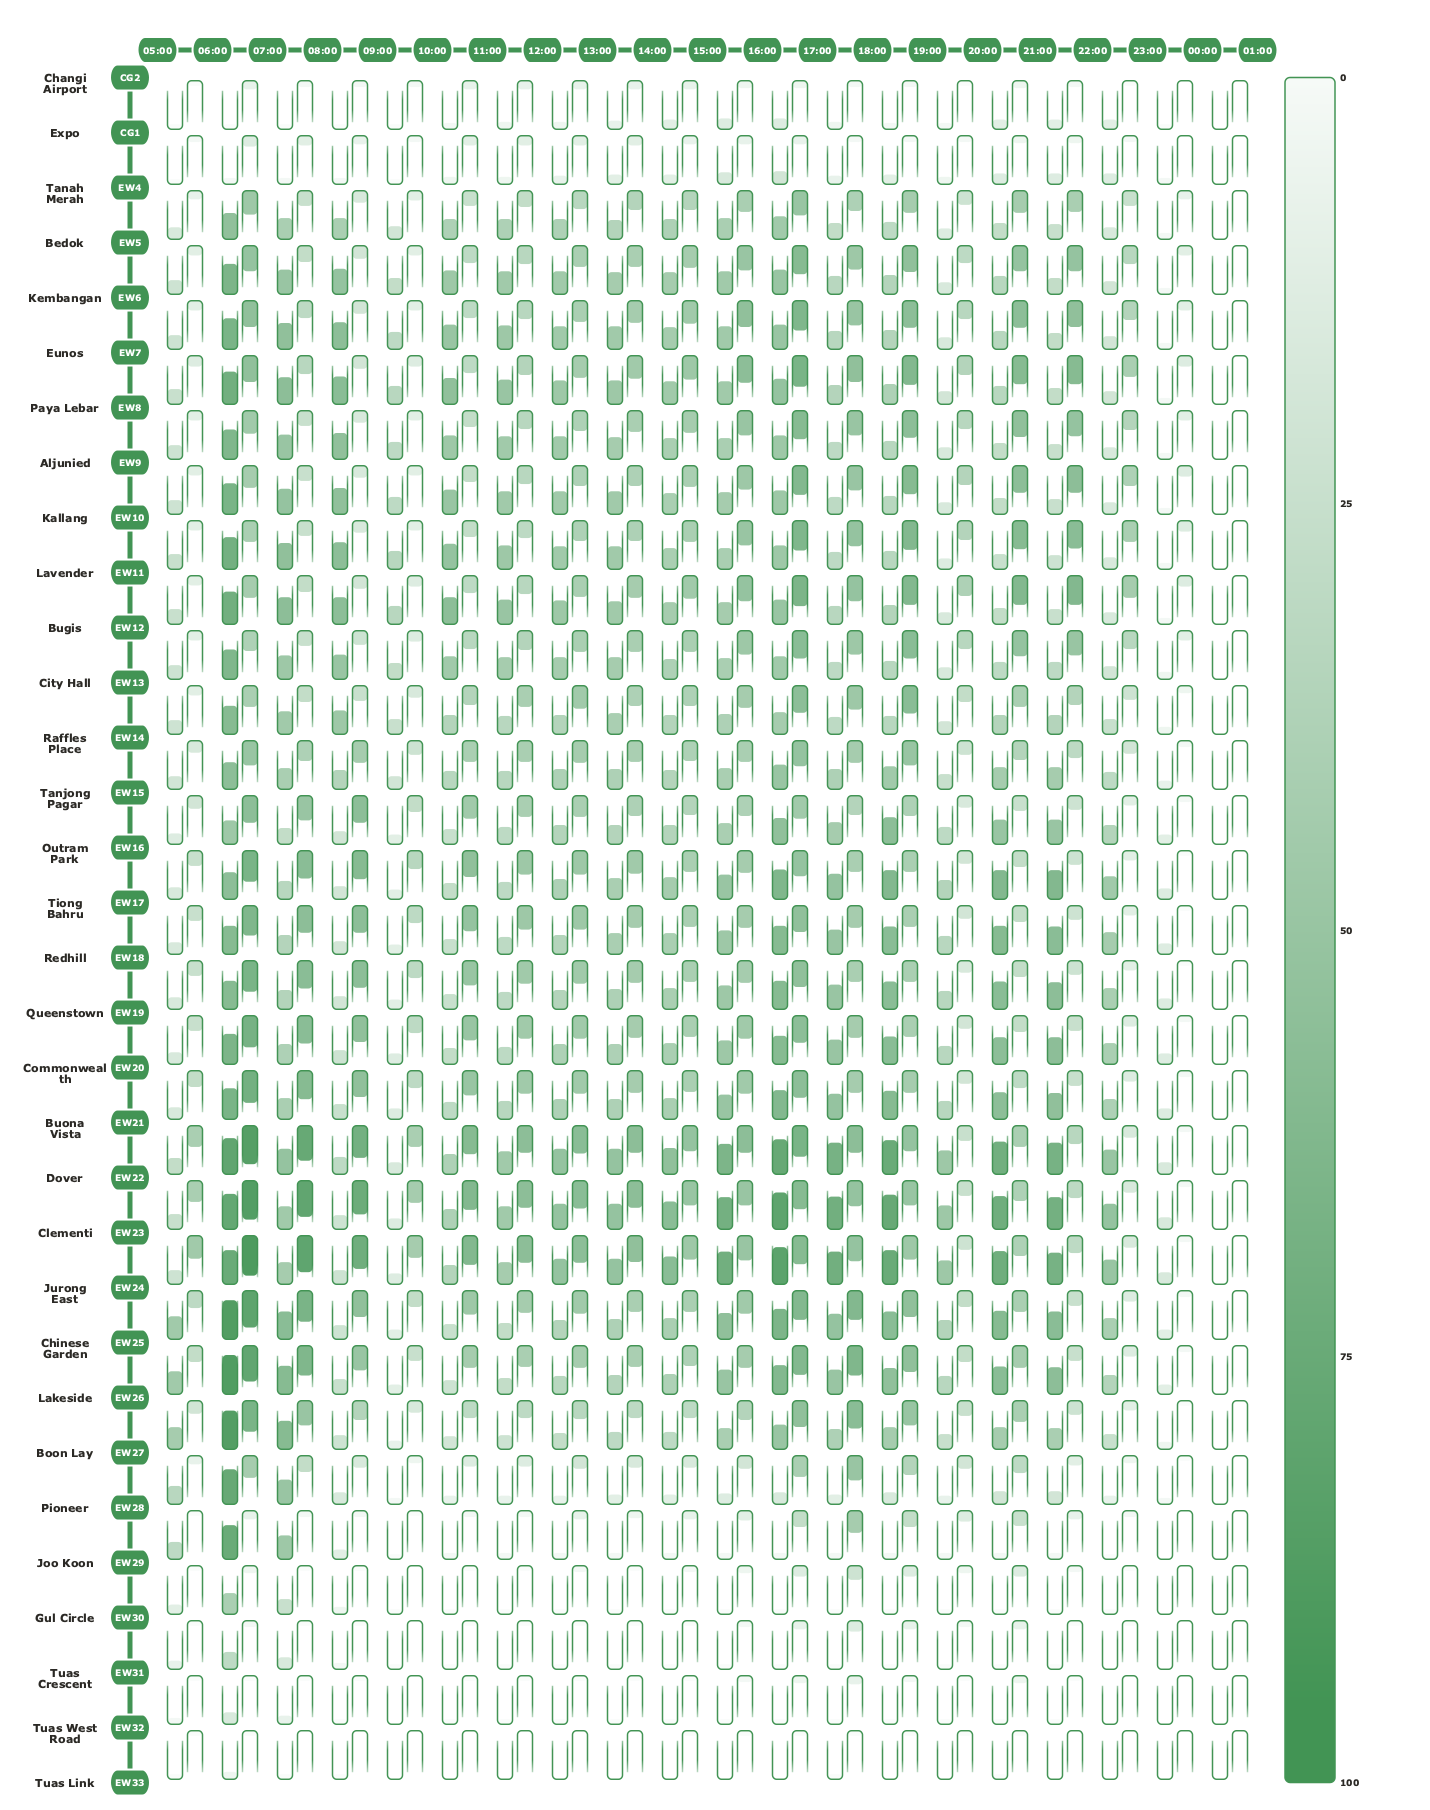 05:00 06:00 07:00 08:00 09:00 10:00 11:00 12:00 13:00 14:00 15:00 16:00 17:00 18:00 19:00 20:00 21:00 22:00 23:00 00:00 01:00
Changi
Airport
CG2
0
Expo CG1
Tanah
Merah
EW4
Bedok EW5
Kembangan EW6
Eunos EW7
Paya Lebar EW8
Aljunied EW9
25
Kallang EW10
Lavender EW11
Bugis EW12
City Hall EW13
Raffles
Place
EW14
Tanjong
Pagar
EW15
Outram
Park
EW16
Tiong
Bahru
EW17
50
Redhill EW18
Queenstown EW19
Commonweal
th
EW20
Buona
Vista
EW21
Dover EW22
Clementi EW23
Jurong
East
EW24
Chinese
Garden
EW25
75
Lakeside EW26
Boon Lay EW27
Pioneer EW28
Joo Koon EW29
Gul Circle EW30
Tuas
Crescent
EW31
Tuas West
Road
EW32
Tuas Link EW33
100